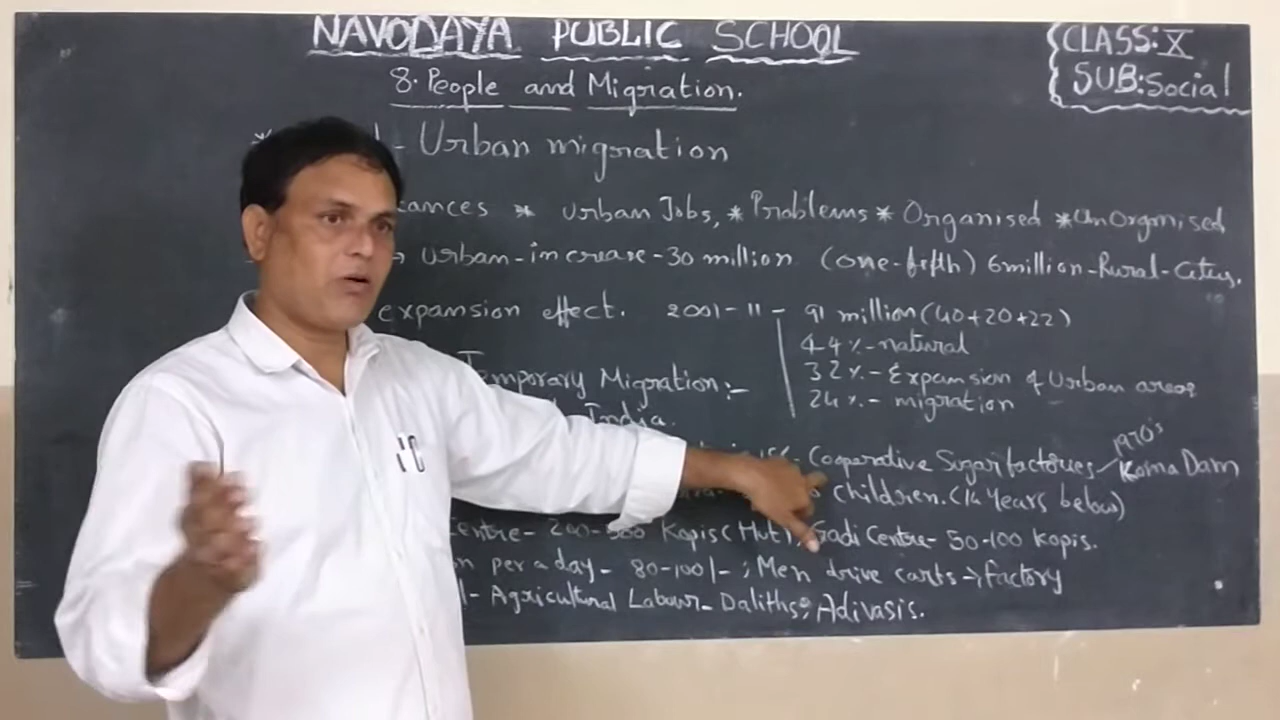 NAVODAYA PUBLIC SCHOOL
CLASS: X
SUB: Social
8. People and Migration.
- Urban migration
* Urban Jobs, * Problems * Organised * UnOrganised
→ Urban-increase-30 million (one-fifth) 6million-Rural-Cities.
expansion effect. 2001-11 - 91 million (40+20+22)
44%-natural
32%-Expansion of Urban areas
24%-migration
Temporary Migration:-
India.
Cooperative Sugar factories - 1970's Koina Dam
children. (14 Years below)
Centre- 200-500 Kopis (Hut), Gadi Centre- 50-100 Kopis.
per a day- 80-100/- ; Men drive carts → factory
- Agricultural Labour- Daliths, Adivasis.